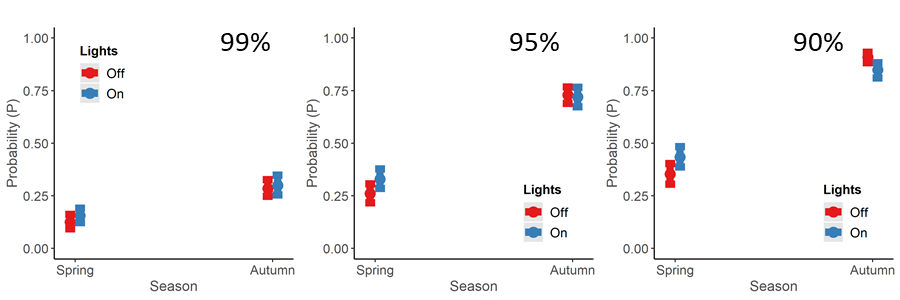 99%
Probability (P)
1.00
0.75
0.50
0.25
0.00
Lights
Off
On
Spring
Autumn
Season
95%
Probability (P)
1.00
0.75
0.50
0.25
0.00
Lights
Off
On
Spring
Autumn
Season
90%
Probability (P)
1.00
0.75
0.50
0.25
0.00
Lights
Off
On
Spring
Autumn
Season